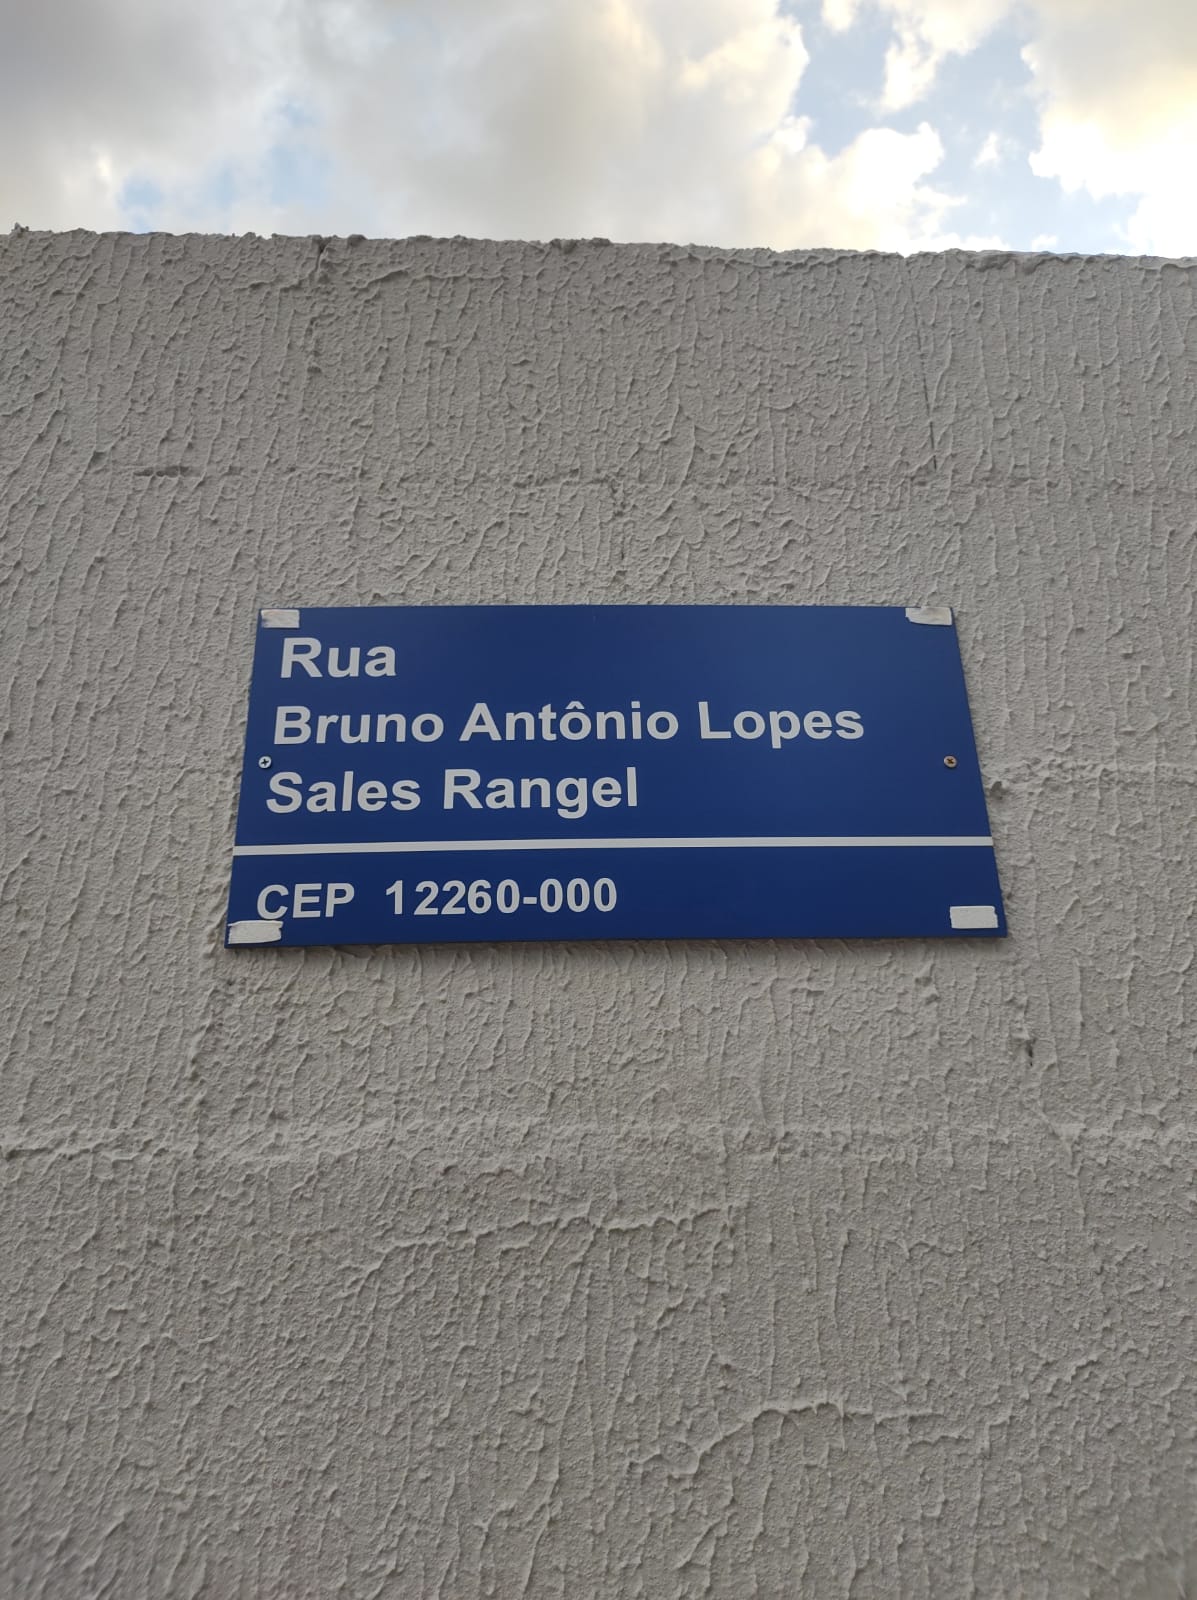 Rua
Bruno Antônio Lopes
Sales Rangel
CEP 12260-000